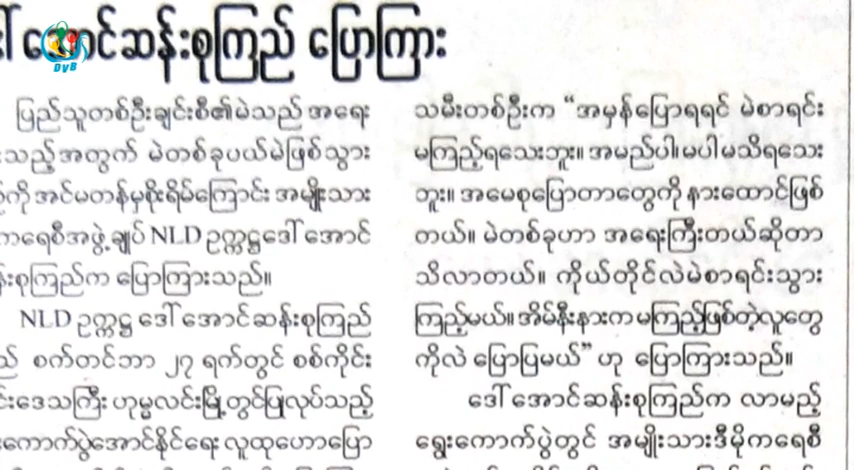 ဒေါ်အောင်ဆန်းစုကြည် ပြောကြား
DVB
ပြည်သူတစ်ဦးချင်းစီ၏မဲသည် အရေး
သည့်အတွက် မဲတစ်ခုပယ်မဲဖြစ်သွား
ကို အင်မတန်မှစိုးရိမ်ကြောင်း အမျိုးသား
ကရေစီအဖွဲ့ချုပ် NLD ဥက္ကဋ္ဌဒေါ်အောင်
န်းစုကြည်က ပြောကြားသည်။
NLD ဥက္ကဋ္ဌ ဒေါ်အောင်ဆန်းစုကြည်
ည် စက်တင်ဘာ ၂၇ ရက်တွင် စစ်ကိုင်း
းဒေသကြီး ဟုမ္မလင်းမြို့တွင်ပြုလုပ်သည့်
းကောက်ပွဲအောင်နိုင်ရေး လူထုဟောပြော
သမီးတစ်ဦးက “အမှန်ပြောရရင် မဲစာရင်း
မကြည့်ရသေးဘူး။ အမည်ပါ၊မပါ မသိရသေး
ဘူး။ အမေစုပြောတာတွေကို နားထောင်ဖြစ်
တယ်။ မဲတစ်ခုဟာ အရေးကြီးတယ်ဆိုတာ
သိလာတယ်။ ကိုယ်တိုင်လဲမဲစာရင်းသွား
ကြည့်မယ်။ အိမ်နီးနားက မကြည့်ဖြစ်တဲ့လူတွေ
ကိုလဲ ပြောပြမယ်” ဟု ပြောကြားသည်။
ဒေါ်အောင်ဆန်းစုကြည်က လာမည့်
ရွေးကောက်ပွဲတွင် အမျိုးသားဒီမိုကရေစီ